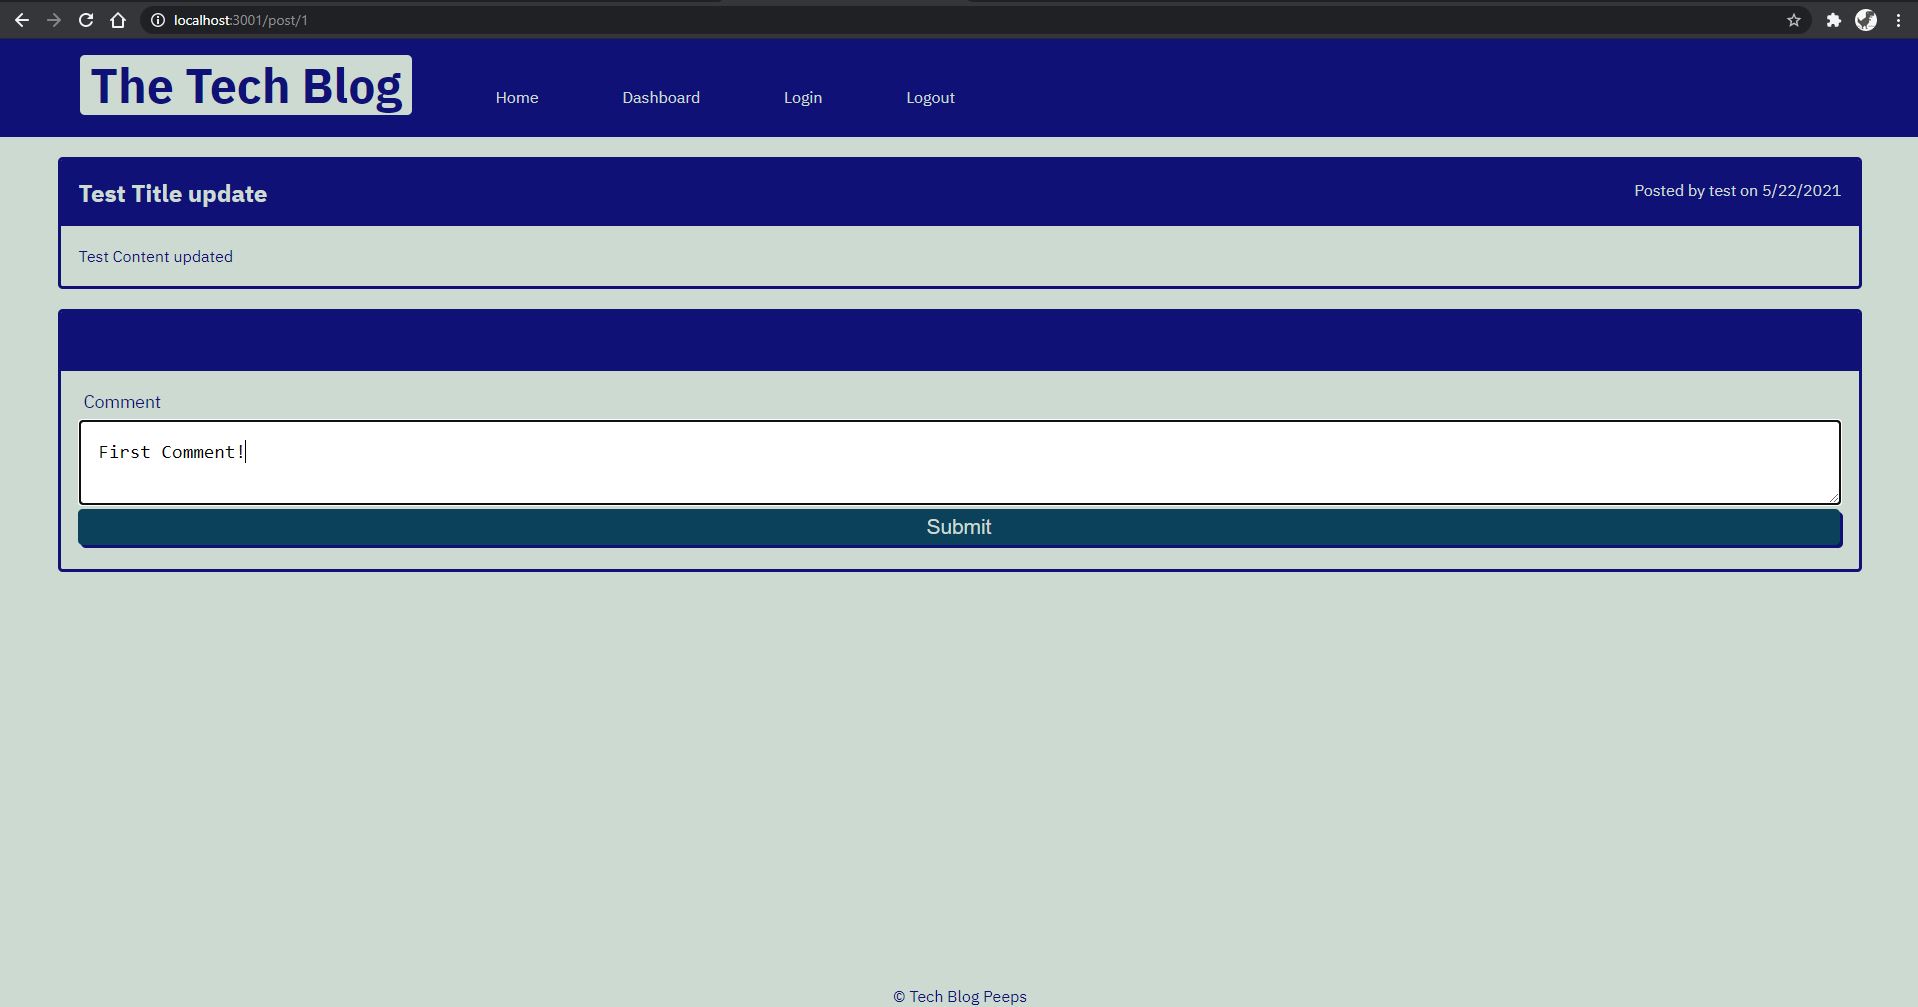 localhost:3001/post/1
The Tech Blog Home Dashboard Login Logout
Test Title update Posted by test on 5/22/2021
Test Content updated
Comment
First Comment!
Submit
© Tech Blog Peeps